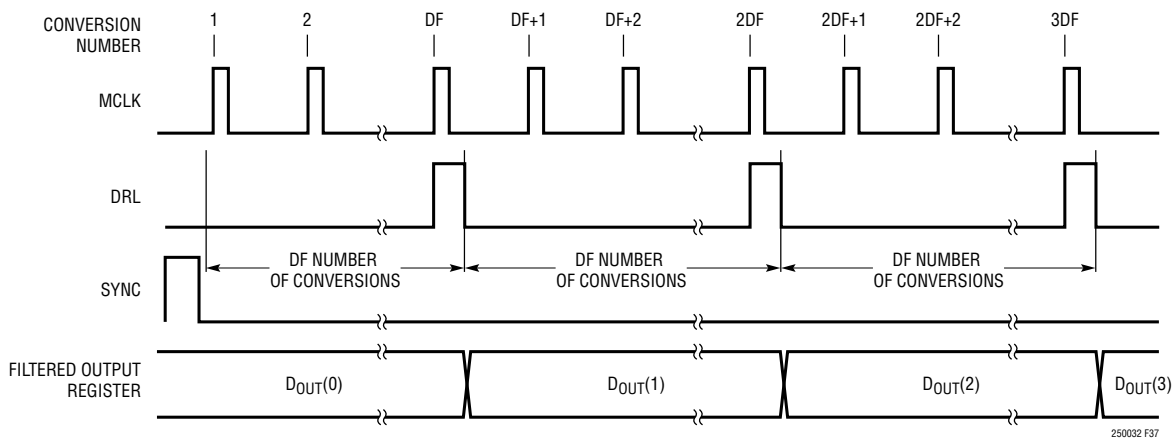 CONVERSION
NUMBER
1 2 DF DF+1 DF+2 2DF 2DF+1 2DF+2 3DF
MCLK
DRL
DF NUMBER
OF CONVERSIONS
DF NUMBER
OF CONVERSIONS
DF NUMBER
OF CONVERSIONS
SYNC
FILTERED OUTPUT
REGISTER
DOUT(0) DOUT(1) DOUT(2) DOUT(3)
250032 F37